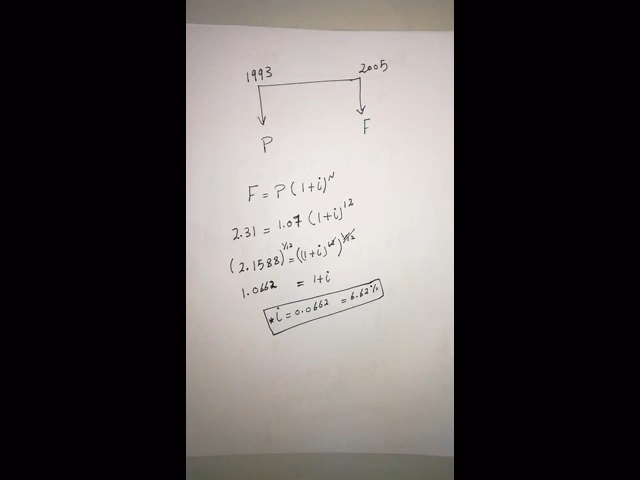 1993 2005
P F
F = P (1+i)^N
2.31 = 1.07 (1+i)^12
(2.1588)^1/12 = ((1+i)^12)^1/12
1.0662 = 1+i
*i = 0.0662 = 6.62%